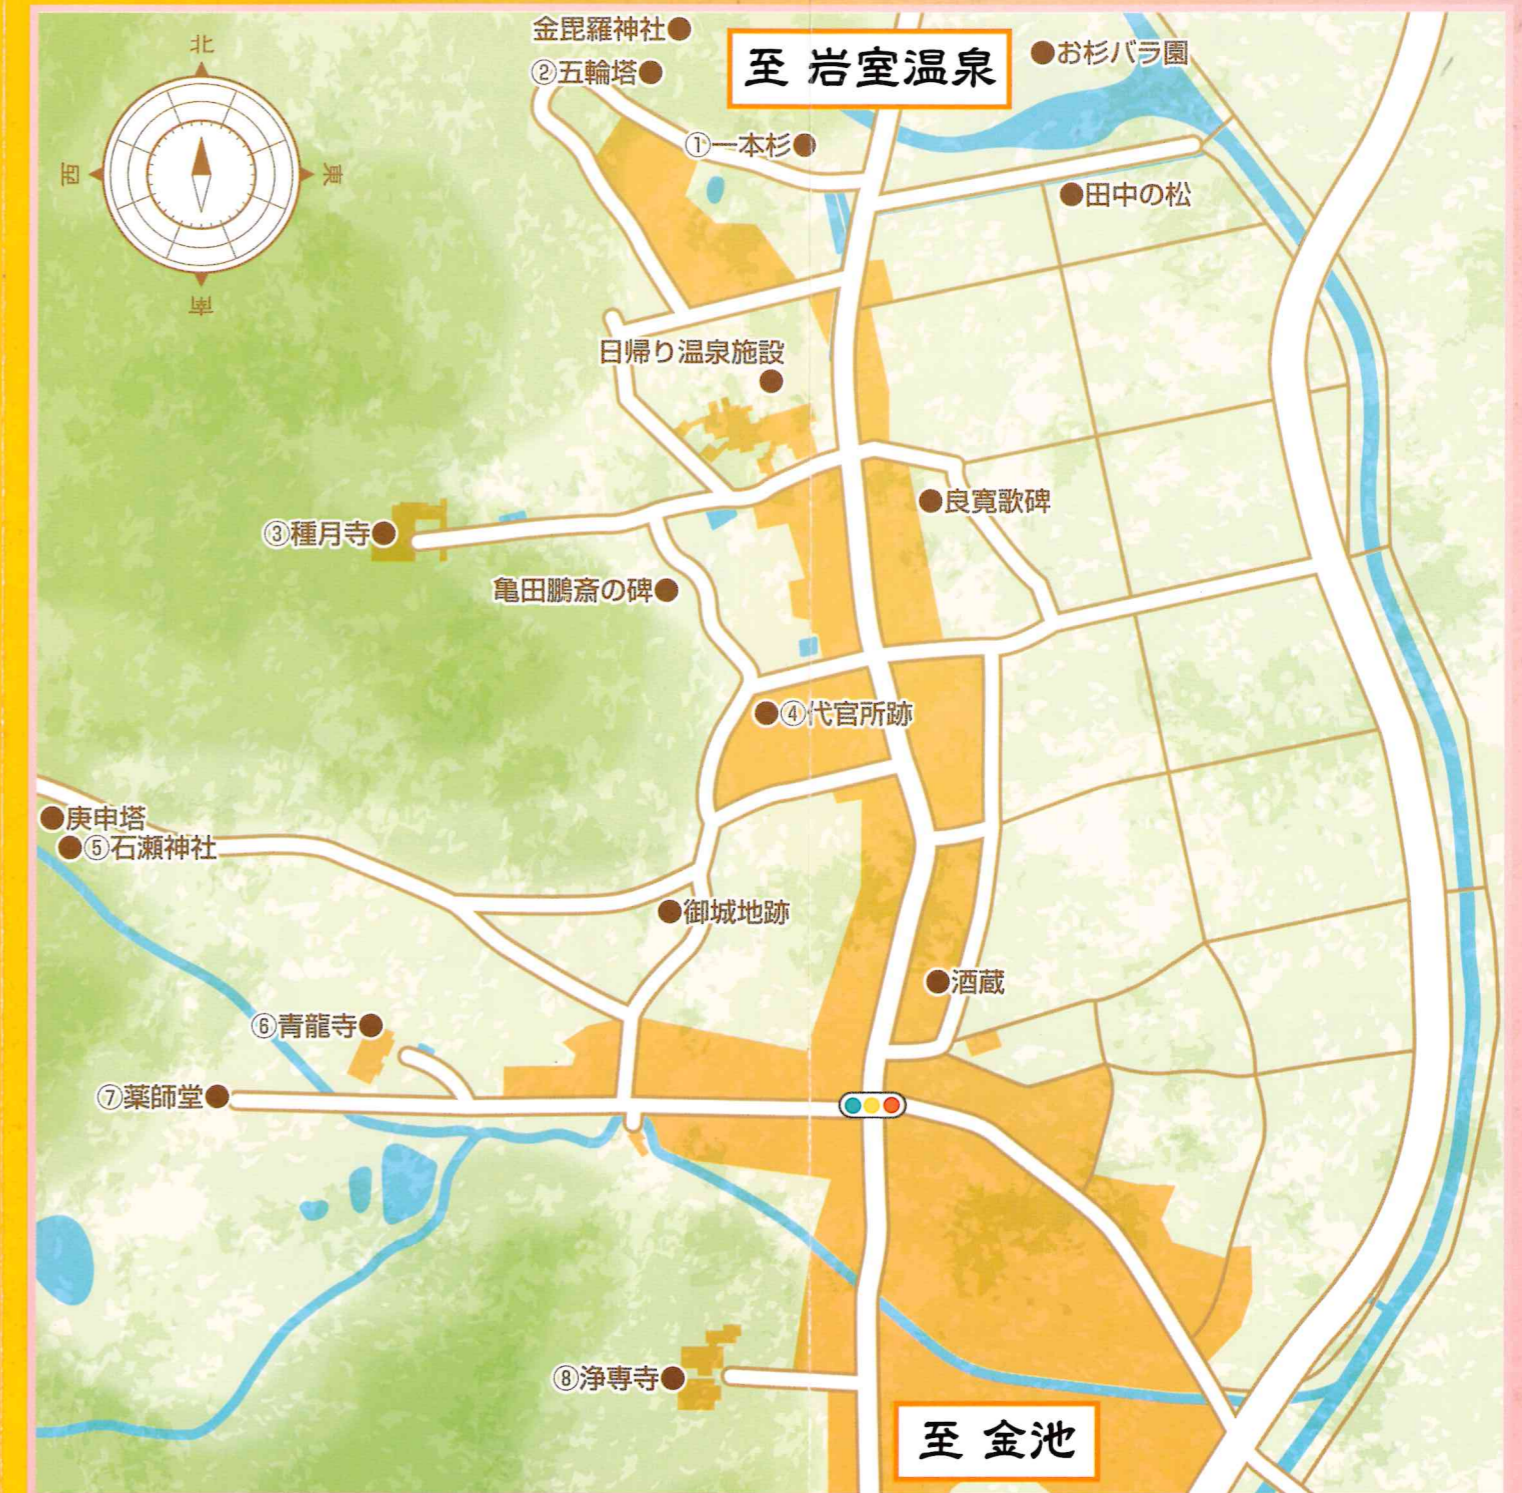 金毘羅神社
②五輪塔
至 岩室温泉
お杉バラ園
北
西
東
南
①一本杉
田中の松
日帰り温泉施設
良寛歌碑
③種月寺
亀田鵬斎の碑
④代官所跡
庚申塔
⑤石瀬神社
御城地跡
酒蔵
⑥青龍寺
⑦薬師堂
⑧浄専寺
至 金池